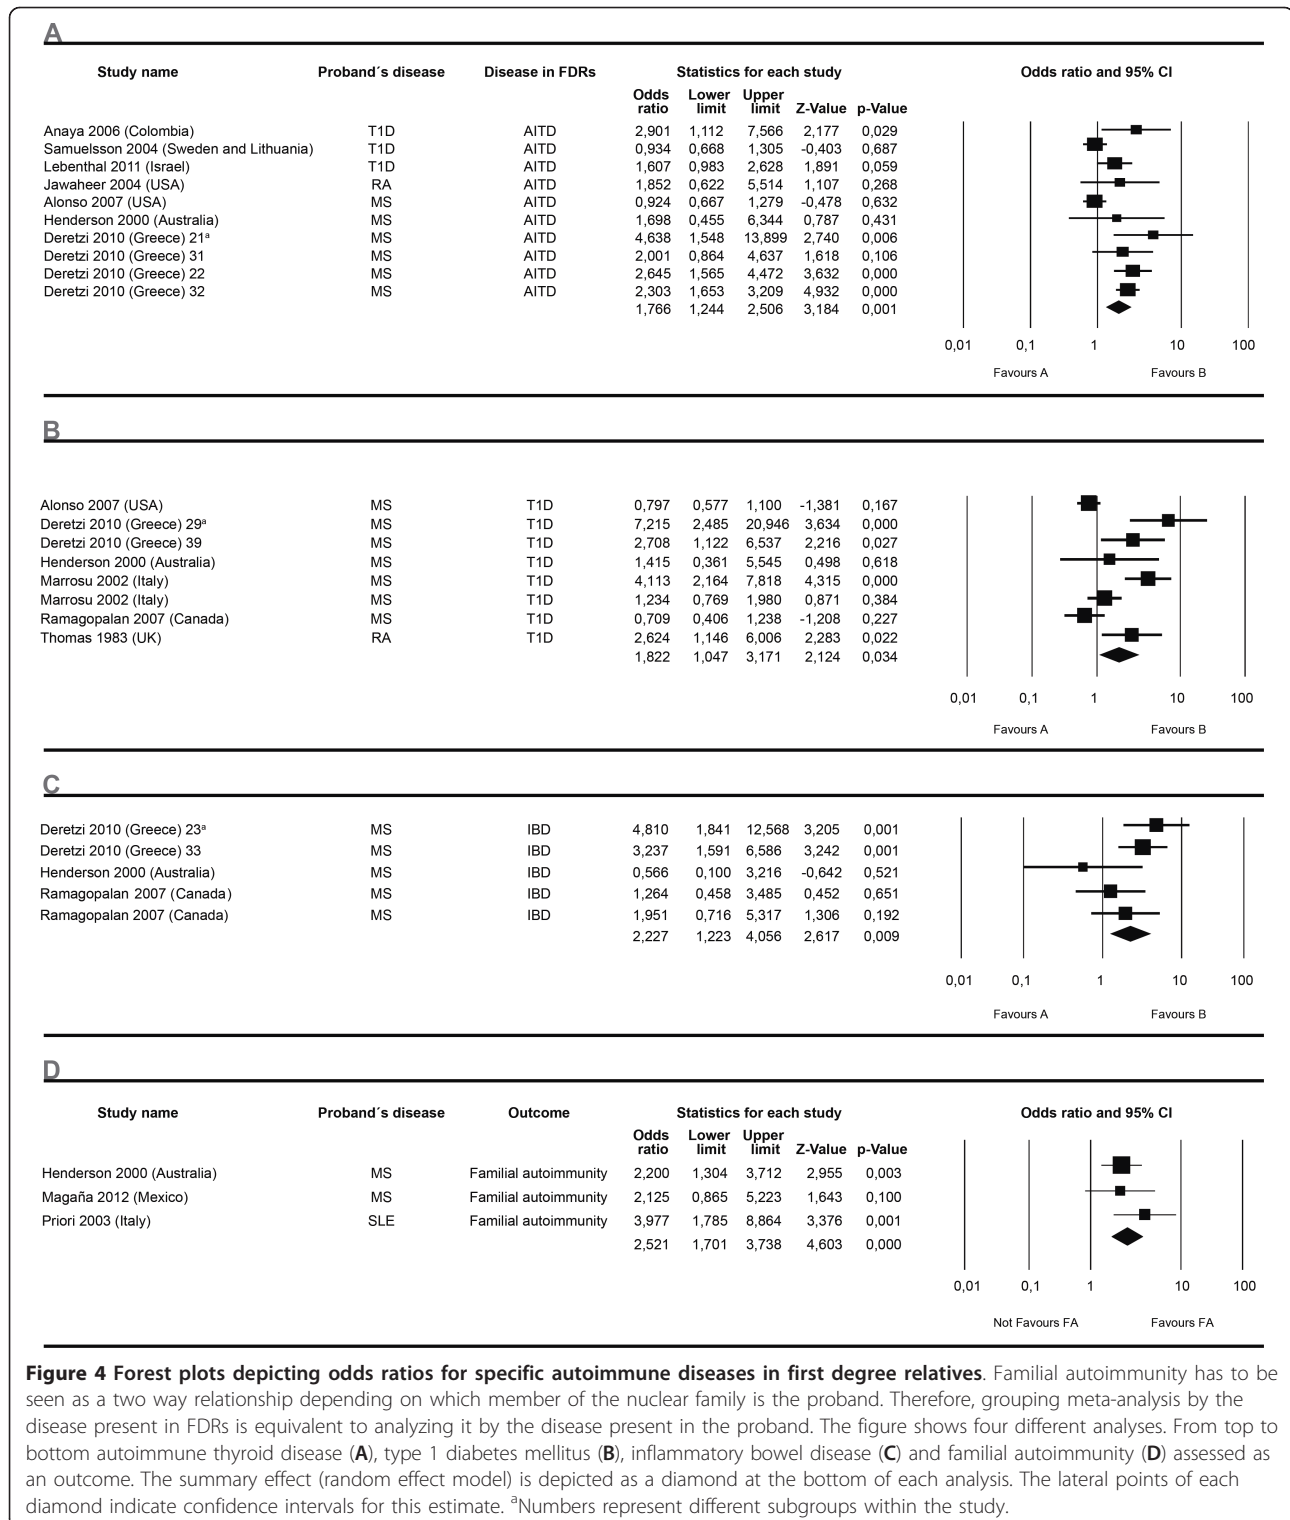 A
Study name Proband´s disease Disease in FDRs Statistics for each study Odds ratio and 95% CI
Odds Lower Upper
ratio limit limit Z-Value p-Value
Anaya 2006 (Colombia) T1D AITD 2,901 1,112 7,566 2,177 0,029
Samuelsson 2004 (Sweden and Lithuania) T1D AITD 0,934 0,668 1,305 -0,403 0,687
Lebenthal 2011 (Israel) T1D AITD 1,607 0,983 2,628 1,891 0,059
Jawaheer 2004 (USA) RA AITD 1,852 0,622 5,514 1,107 0,268
Alonso 2007 (USA) MS AITD 0,924 0,667 1,279 -0,478 0,632
Henderson 2000 (Australia) MS AITD 1,698 0,455 6,344 0,787 0,431
Deretzi 2010 (Greece) 21ª MS AITD 4,638 1,548 13,899 2,740 0,006
Deretzi 2010 (Greece) 31 MS AITD 2,001 0,864 4,637 1,618 0,106
Deretzi 2010 (Greece) 22 MS AITD 2,645 1,565 4,472 3,632 0,000
Deretzi 2010 (Greece) 32 MS AITD 2,303 1,653 3,209 4,932 0,000
1,766 1,244 2,506 3,184 0,001
0,01 0,1 1 10 100
Favours A Favours B
B
Alonso 2007 (USA) MS T1D 0,797 0,577 1,100 -1,381 0,167
Deretzi 2010 (Greece) 29ª MS T1D 7,215 2,485 20,946 3,634 0,000
Deretzi 2010 (Greece) 39 MS T1D 2,708 1,122 6,537 2,216 0,027
Henderson 2000 (Australia) MS T1D 1,415 0,361 5,545 0,498 0,618
Marrosu 2002 (Italy) MS T1D 4,113 2,164 7,818 4,315 0,000
Marrosu 2002 (Italy) MS T1D 1,234 0,769 1,980 0,871 0,384
Ramagopalan 2007 (Canada) MS T1D 0,709 0,406 1,238 -1,208 0,227
Thomas 1983 (UK) RA T1D 2,624 1,146 6,006 2,283 0,022
1,822 1,047 3,171 2,124 0,034
0,01 0,1 1 10 100
Favours A Favours B
C
Deretzi 2010 (Greece) 23ª MS IBD 4,810 1,841 12,568 3,205 0,001
Deretzi 2010 (Greece) 33 MS IBD 3,237 1,591 6,586 3,242 0,001
Henderson 2000 (Australia) MS IBD 0,566 0,100 3,216 -0,642 0,521
Ramagopalan 2007 (Canada) MS IBD 1,264 0,458 3,485 0,452 0,651
Ramagopalan 2007 (Canada) MS IBD 1,951 0,716 5,317 1,306 0,192
2,227 1,223 4,056 2,617 0,009
0,01 0,1 1 10 100
Favours A Favours B
D
Study name Proband´s disease Outcome Statistics for each study Odds ratio and 95% CI
Odds Lower Upper
ratio limit limit Z-Value p-Value
Henderson 2000 (Australia) MS Familial autoimmunity 2,200 1,304 3,712 2,955 0,003
Magaña 2012 (Mexico) MS Familial autoimmunity 2,125 0,865 5,223 1,643 0,100
Priori 2003 (Italy) SLE Familial autoimmunity 3,977 1,785 8,864 3,376 0,001
2,521 1,701 3,738 4,603 0,000
0,01 0,1 1 10 100
Not Favours FA Favours FA
Figure 4 Forest plots depicting odds ratios for specific autoimmune diseases in first degree relatives. Familial autoimmunity has to be
seen as a two way relationship depending on which member of the nuclear family is the proband. Therefore, grouping meta-analysis by the
disease present in FDRs is equivalent to analyzing it by the disease present in the proband. The figure shows four different analyses. From top to
bottom autoimmune thyroid disease (A), type 1 diabetes mellitus (B), inflammatory bowel disease (C) and familial autoimmunity (D) assessed as
an outcome. The summary effect (random effect model) is depicted as a diamond at the bottom of each analysis. The lateral points of each
diamond indicate confidence intervals for this estimate. ªNumbers represent different subgroups within the study.